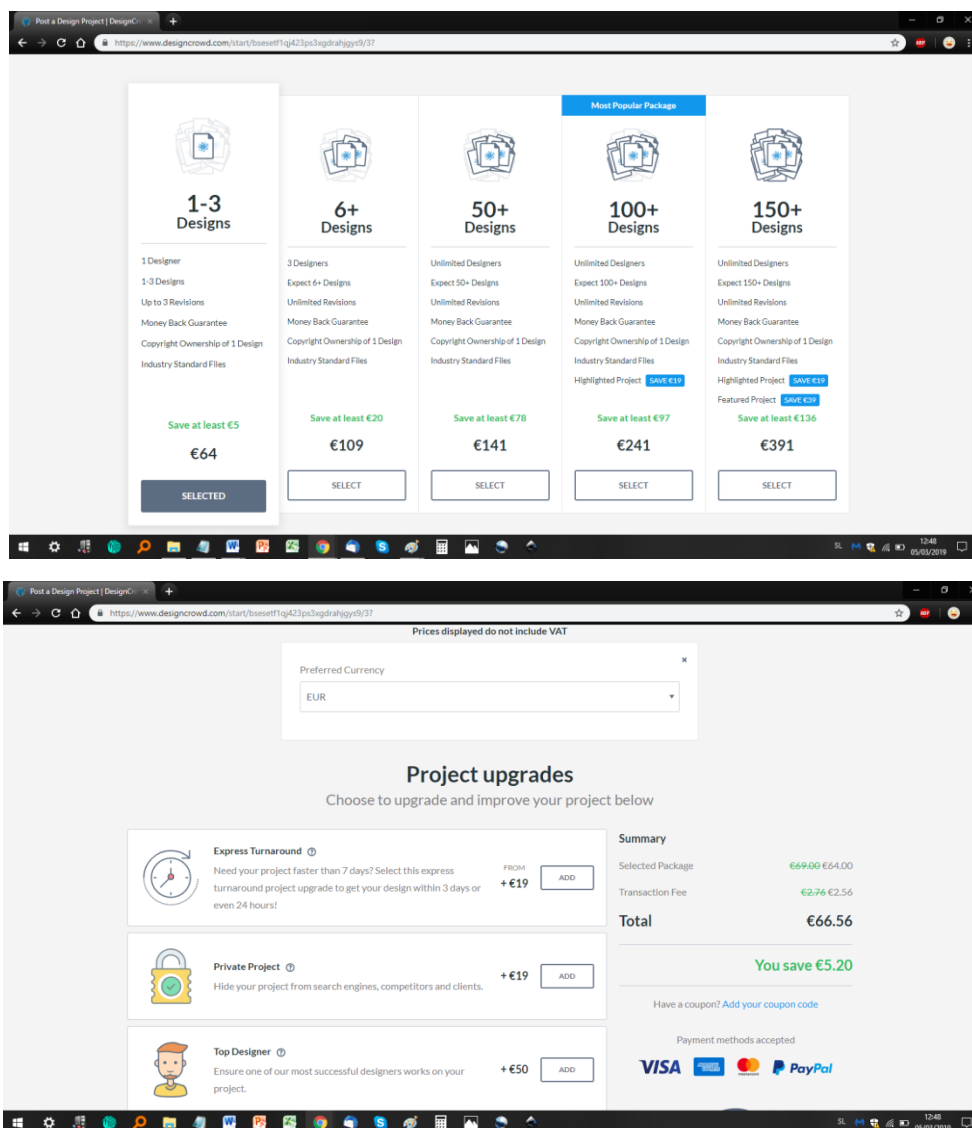 Post a Design Project | DesignCr
https://www.designcrowd.com/start/bsesetf1qj423ps3xgdrahjgys9/3?
ABP
Most Popular Package
1-3
Designs
1 Designer
1-3 Designs
Up to 3 Revisions
Money Back Guarantee
Copyright Ownership of 1 Design
Industry Standard Files
Save at least €5
€64
SELECTED
6+
Designs
3 Designers
Expect 6+ Designs
Unlimited Revisions
Money Back Guarantee
Copyright Ownership of 1 Design
Industry Standard Files
Save at least €20
€109
SELECT
50+
Designs
Unlimited Designers
Expect 50+ Designs
Unlimited Revisions
Money Back Guarantee
Copyright Ownership of 1 Design
Industry Standard Files
Save at least €78
€141
SELECT
100+
Designs
Unlimited Designers
Expect 100+ Designs
Unlimited Revisions
Money Back Guarantee
Copyright Ownership of 1 Design
Industry Standard Files
Highlighted Project SAVE €19
Save at least €97
€241
SELECT
150+
Designs
Unlimited Designers
Expect 150+ Designs
Unlimited Revisions
Money Back Guarantee
Copyright Ownership of 1 Design
Industry Standard Files
Highlighted Project SAVE €19
Featured Project SAVE €39
Save at least €136
€391
SELECT
SL 12:48
05/03/2019
Post a Design Project | DesignCr
https://www.designcrowd.com/start/bsesetf1qj423ps3xgdrahjgys9/3?
ABP
Prices displayed do not include VAT
Preferred Currency
EUR
Project upgrades
Choose to upgrade and improve your project below
Express Turnaround
Need your project faster than 7 days? Select this express
turnaround project upgrade to get your design within 3 days or
even 24 hours!
FROM
+ €19
ADD
Private Project
Hide your project from search engines, competitors and clients.
+ €19
ADD
Top Designer
Ensure one of our most successful designers works on your
project.
+ €50
ADD
Summary
Selected Package €69.00 €64.00
Transaction Fee €2.76 €2.56
Total €66.56
You save €5.20
Have a coupon? Add your coupon code
Payment methods accepted
VISA PayPal
SL 12:48
05/03/2019